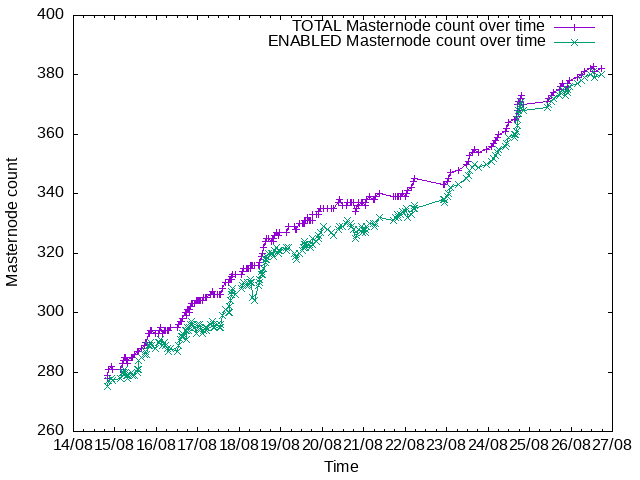 400
380
360
340
320
300
280
260
Masternode count
TOTAL Masternode count over time
ENABLED Masternode count over time
14/08 15/08 16/08 17/08 18/08 19/08 20/08 21/08 22/08 23/08 24/08 25/08 26/08 27/08
Time